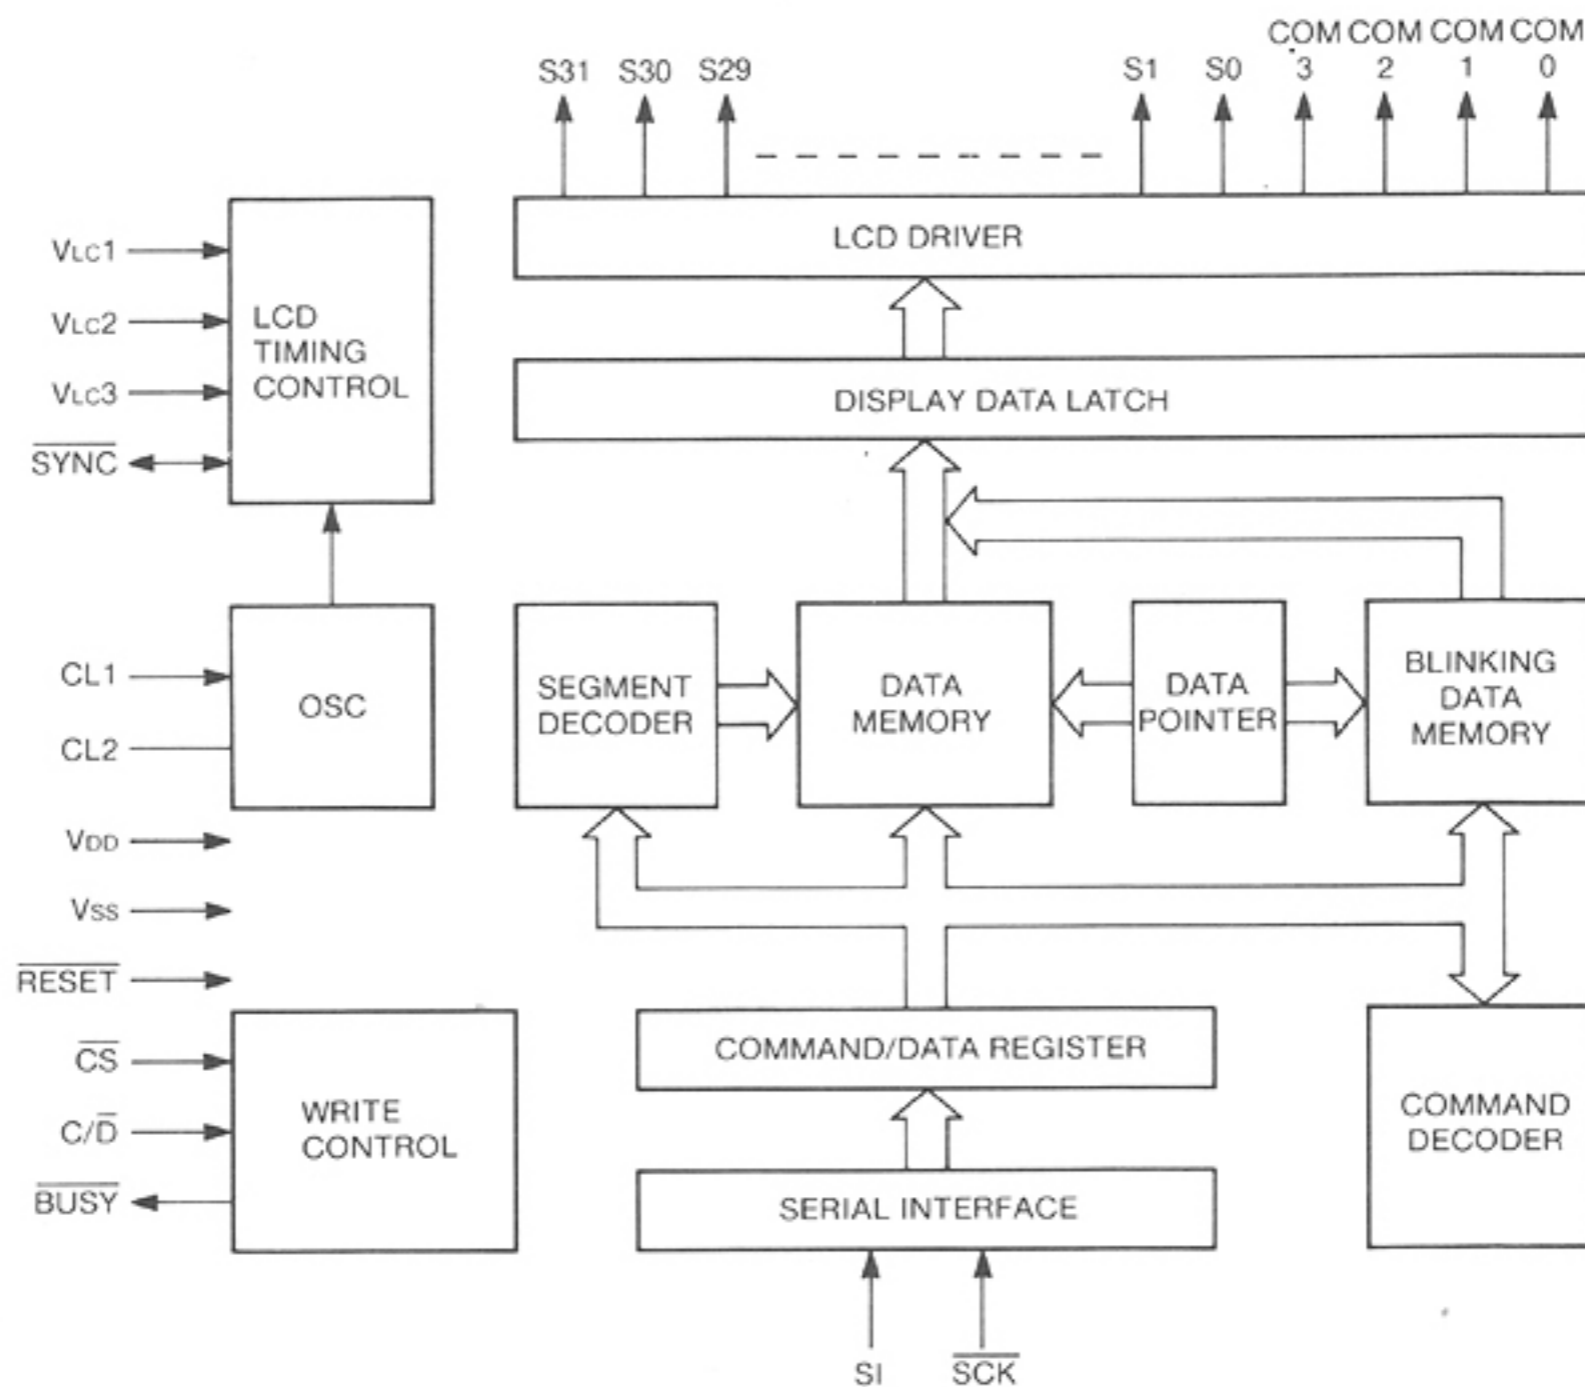 COM COM COM COM
S31 S30 S29 S1 S0 3 2 1 0
LCD DRIVER
VLC1
VLC2
VLC3
SYNC
LCD
TIMING
CONTROL
DISPLAY DATA LATCH
CL1
CL2
OSC
SEGMENT
DECODER
DATA
MEMORY
DATA
POINTER
BLINKING
DATA
MEMORY
VDD
VSS
RESET
CS
C/D
BUSY
WRITE
CONTROL
COMMAND/DATA REGISTER
COMMAND
DECODER
SERIAL INTERFACE
SI SCK